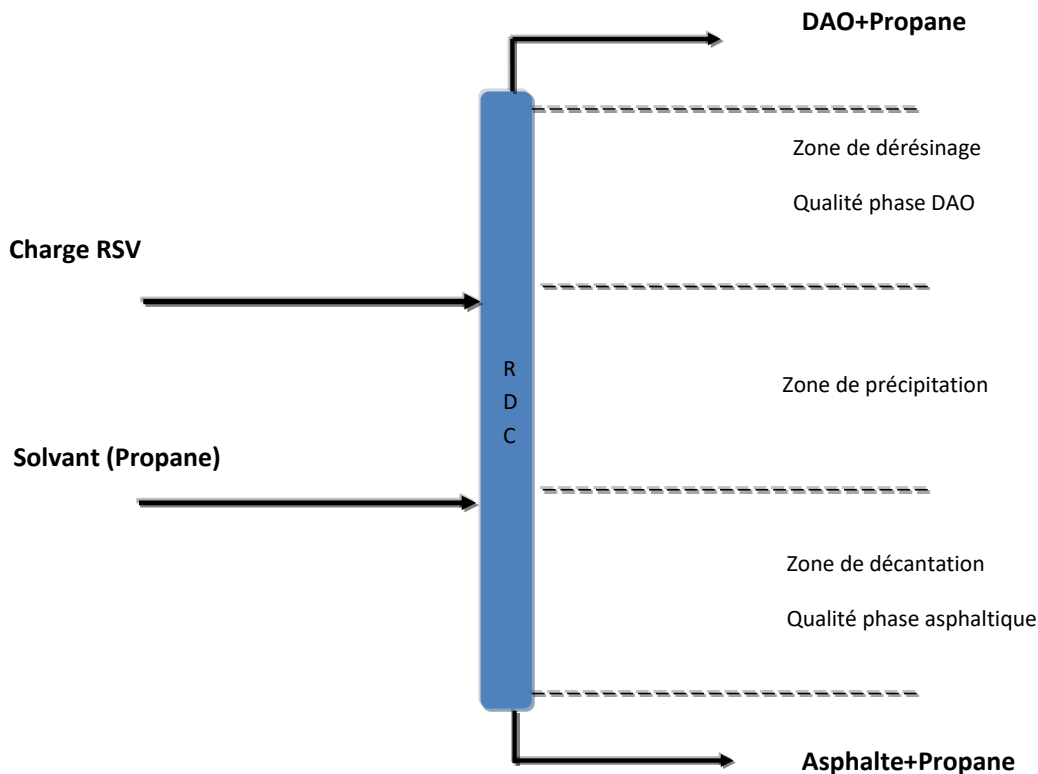 DAO+Propane
Zone de dérésinage
Qualité phase DAO
Charge RSV
R
D
C
Zone de précipitation
Solvant (Propane)
Zone de décantation
Qualité phase asphaltique
Asphalte+Propane